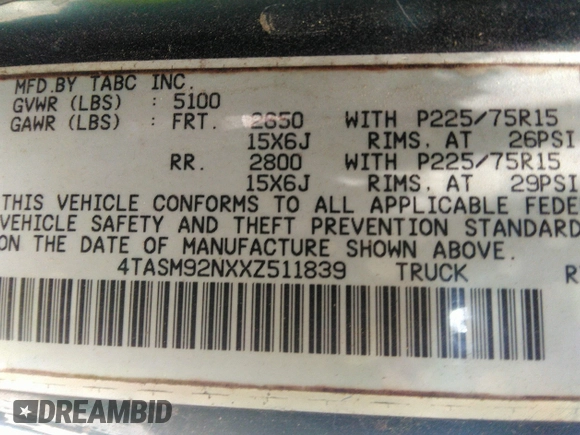 MFD.BY TABC INC.
GVWR (LBS) : 5100
GAWR (LBS) : FRT. 2650 WITH P225/75R15
15X6J RIMS, AT 26PSI
RR. 2800 WITH P225/75R15
15X6J RIMS, AT 29PSI
THIS VEHICLE CONFORMS TO ALL APPLICABLE FEDE
VEHICLE SAFETY AND THEFT PREVENTION STANDARD
ON THE DATE OF MANUFACTURE SHOWN ABOVE.
4TASM92NXXZ511839 TRUCK R
DREAMBID